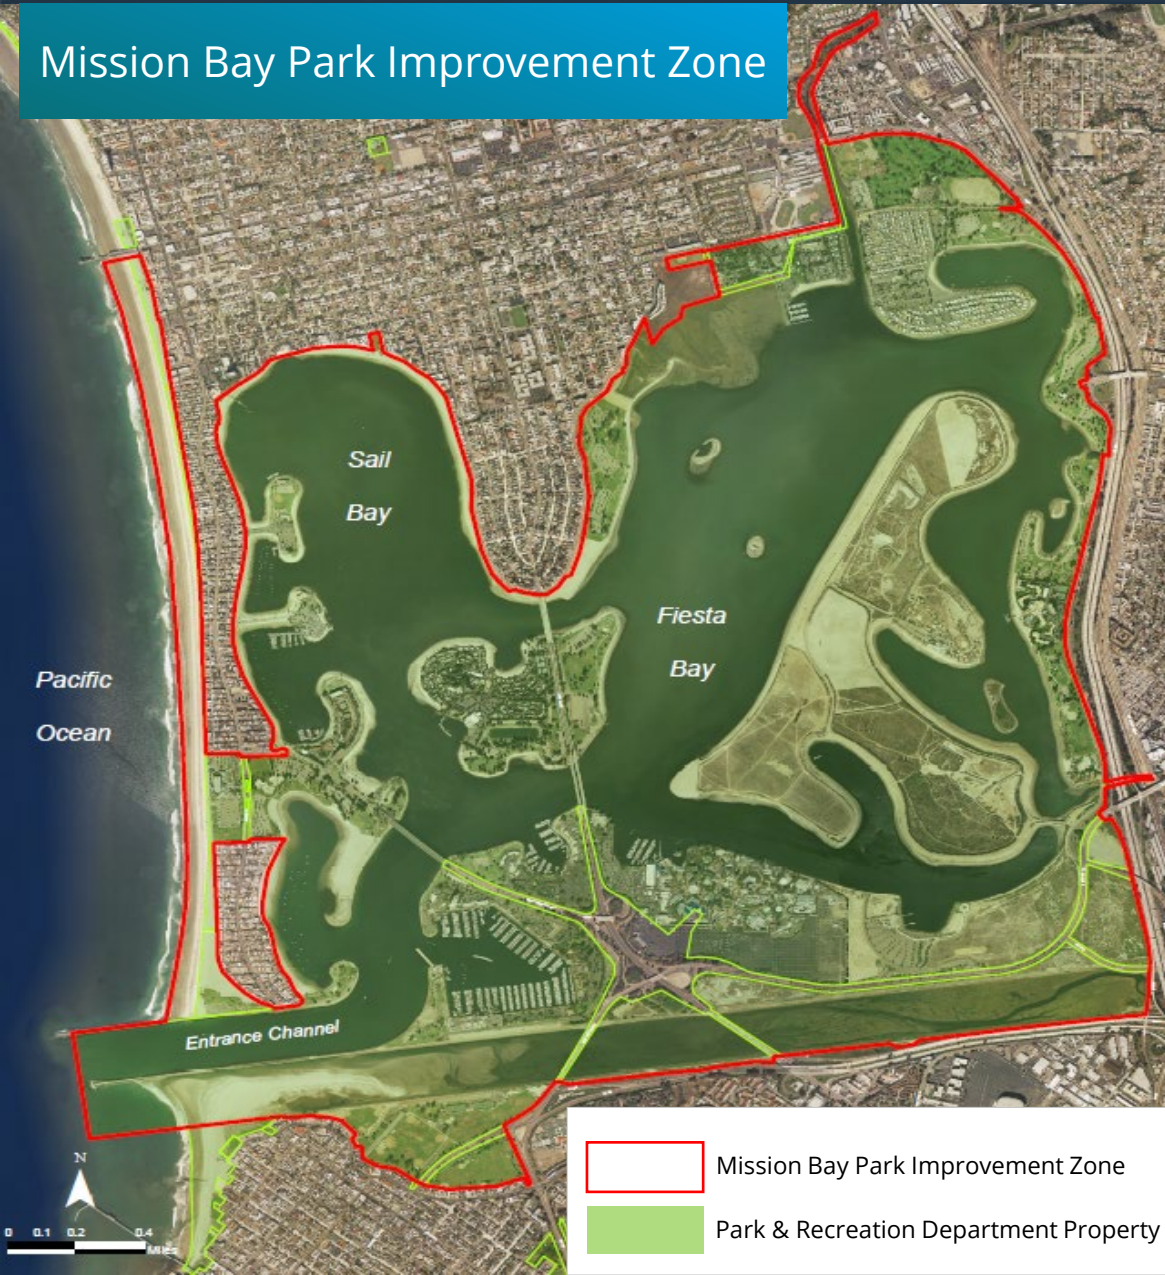 Mission Bay Park Improvement Zone
Sail
Bay
Fiesta
Bay
Pacific
Ocean
Entrance Channel
N
0 0.1 0.2 0.4
Miles
Mission Bay Park Improvement Zone
Park & Recreation Department Property